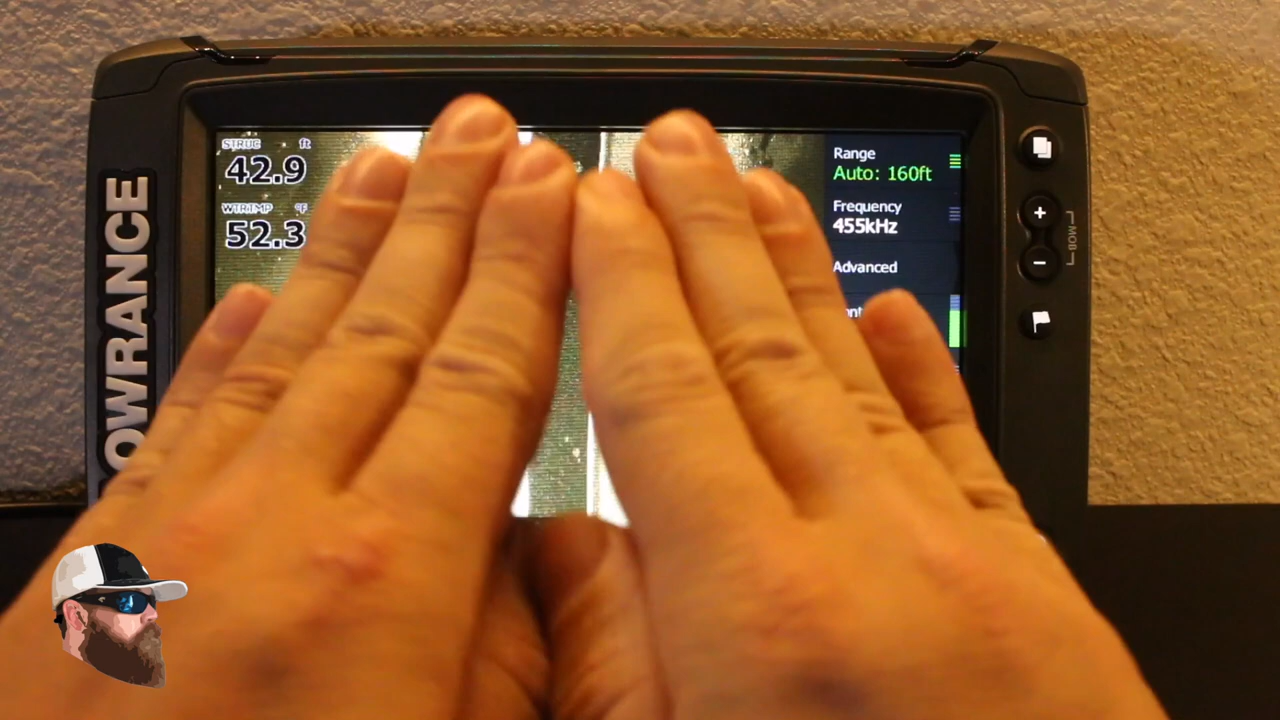 STRUC ft
42.9
WTRTMP °F
52.3
Range
Auto: 160ft
Frequency
455kHz
Advanced
MOB